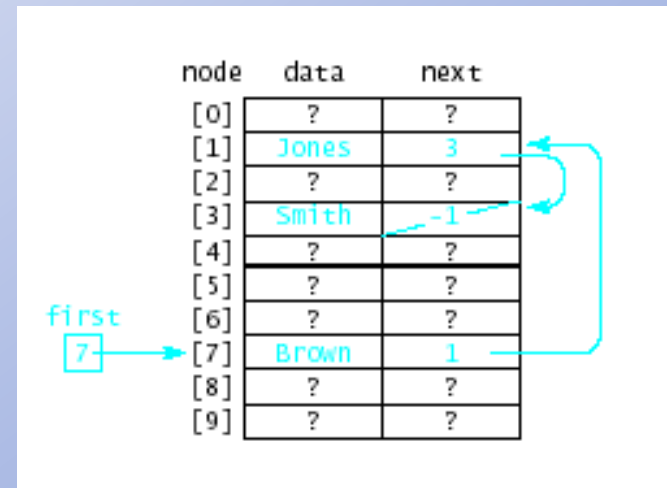 node data next
[0] ? ?
[1] Jones 3
[2] ? ?
[3] Smith -1
[4] ? ?
[5] ? ?
[6] ? ?
first
7 [7] Brown 1
[8] ? ?
[9] ? ?